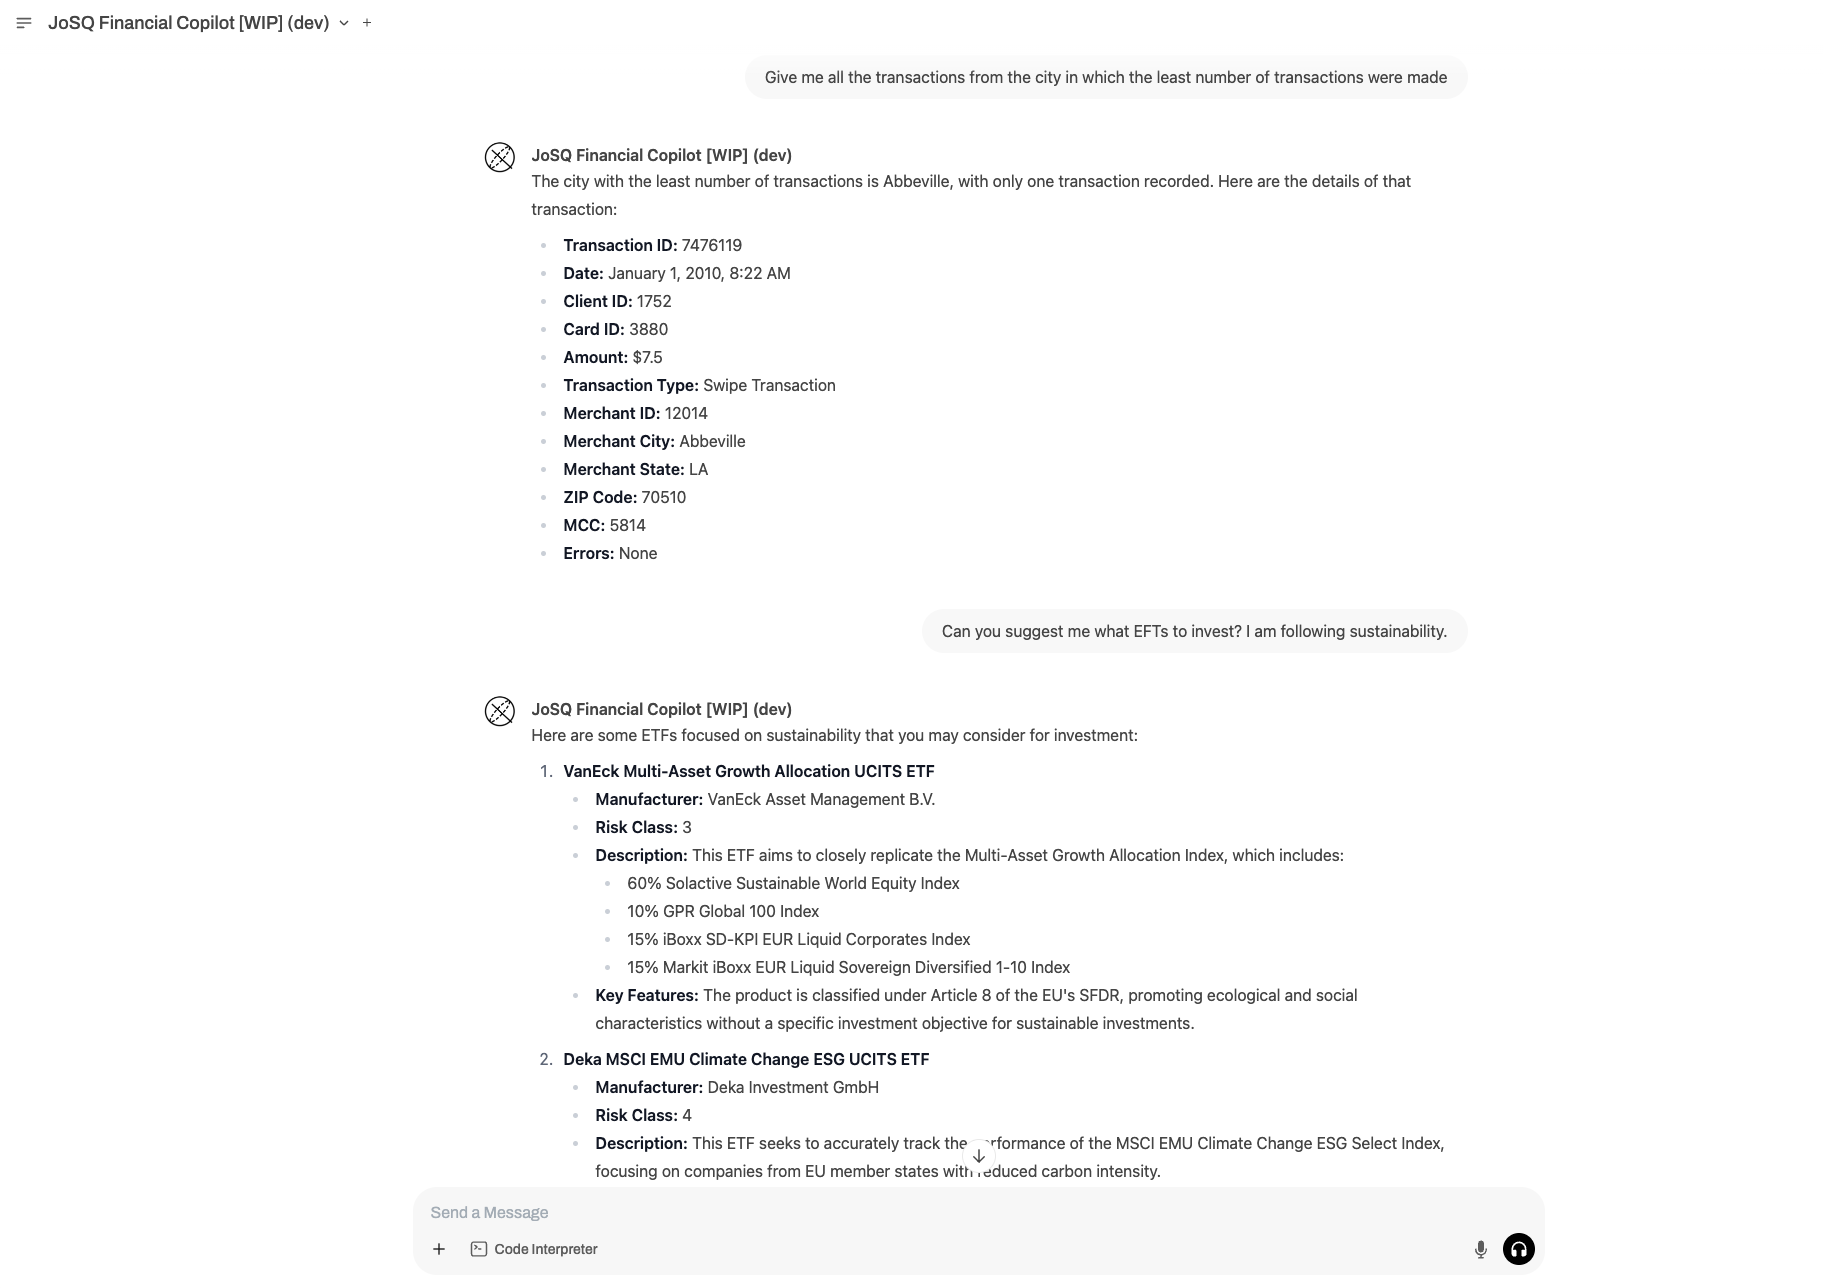 JoSQ Financial Copilot [WIP] (dev)
Give me all the transactions from the city in which the least number of transactions were made
JoSQ Financial Copilot [WIP] (dev)
The city with the least number of transactions is Abbeville, with only one transaction recorded. Here are the details of that
transaction:
Transaction ID: 7476119
Date: January 1, 2010, 8:22 AM
Client ID: 1752
Card ID: 3880
Amount: $7.5
Transaction Type: Swipe Transaction
Merchant ID: 12014
Merchant City: Abbeville
Merchant State: LA
ZIP Code: 70510
MCC: 5814
Errors: None
Can you suggest me what EFTs to invest? I am following sustainability.
JoSQ Financial Copilot [WIP] (dev)
Here are some ETFs focused on sustainability that you may consider for investment:
1. VanEck Multi-Asset Growth Allocation UCITS ETF
Manufacturer: VanEck Asset Management B.V.
Risk Class: 3
Description: This ETF aims to closely replicate the Multi-Asset Growth Allocation Index, which includes:
60% Solactive Sustainable World Equity Index
10% GPR Global 100 Index
15% iBoxx SD-KPI EUR Liquid Corporates Index
15% Markit iBoxx EUR Liquid Sovereign Diversified 1-10 Index
Key Features: The product is classified under Article 8 of the EU's SFDR, promoting ecological and social
characteristics without a specific investment objective for sustainable investments.
2. Deka MSCI EMU Climate Change ESG UCITS ETF
Manufacturer: Deka Investment GmbH
Risk Class: 4
Description: This ETF seeks to accurately track the performance of the MSCI EMU Climate Change ESG Select Index,
focusing on companies from EU member states with reduced carbon intensity.
Send a Message
Code Interpreter